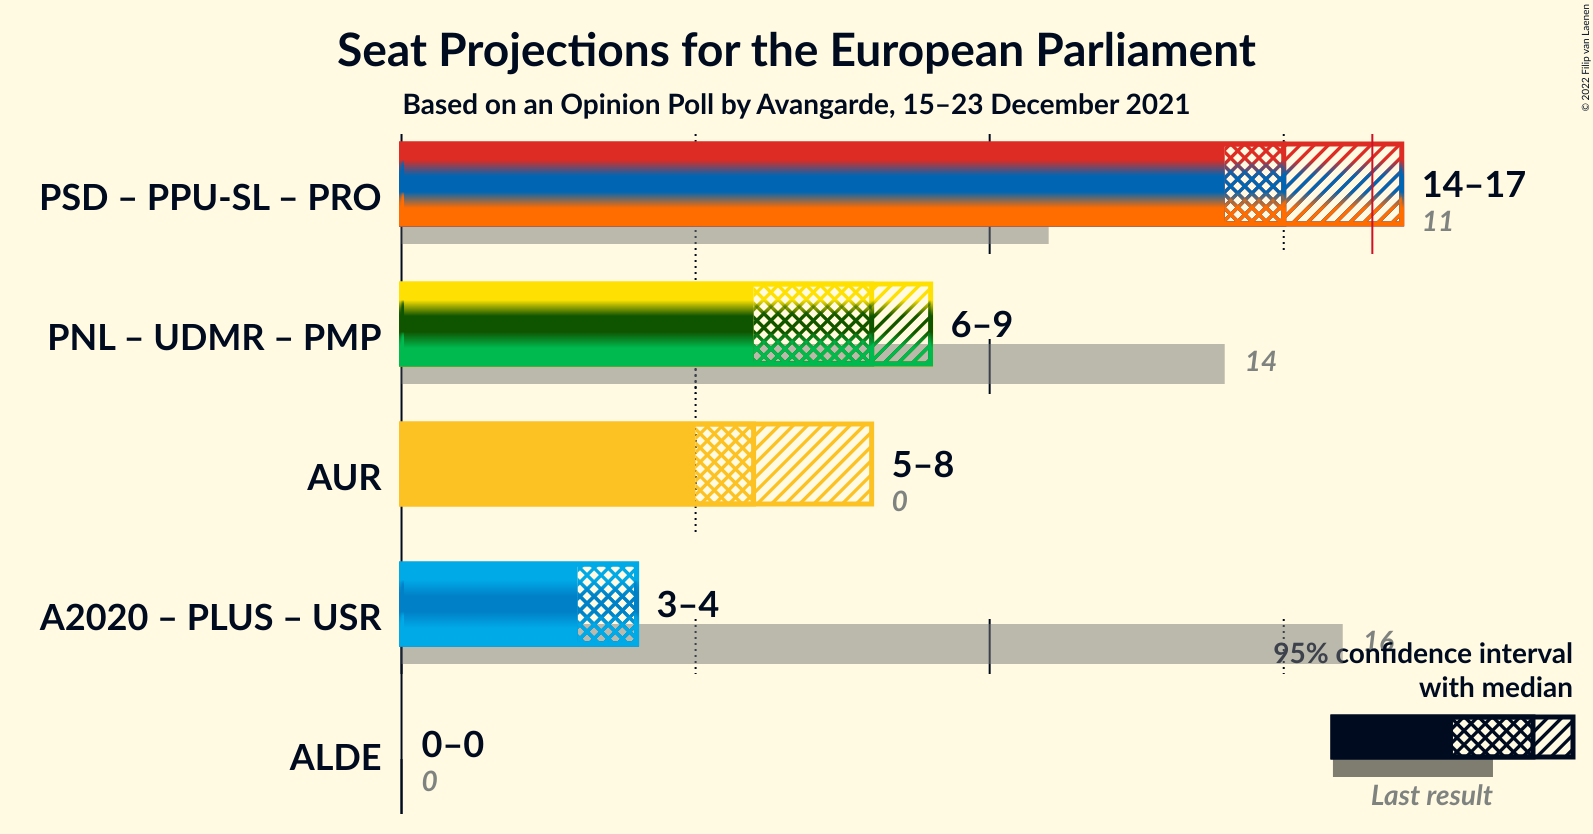 Seat Projections for the European Parliament
Based on an Opinion Poll by Avangarde, 15–23 December 2021
© 2022 Filip van Laenen
PSD – PPU-SL – PRO
14–17
11
PNL – UDMR – PMP
6–9
14
AUR
5–8
0
A2020 – PLUS – USR
3–4
16
95% confidence interval
with median
ALDE
0–0
0
Last result